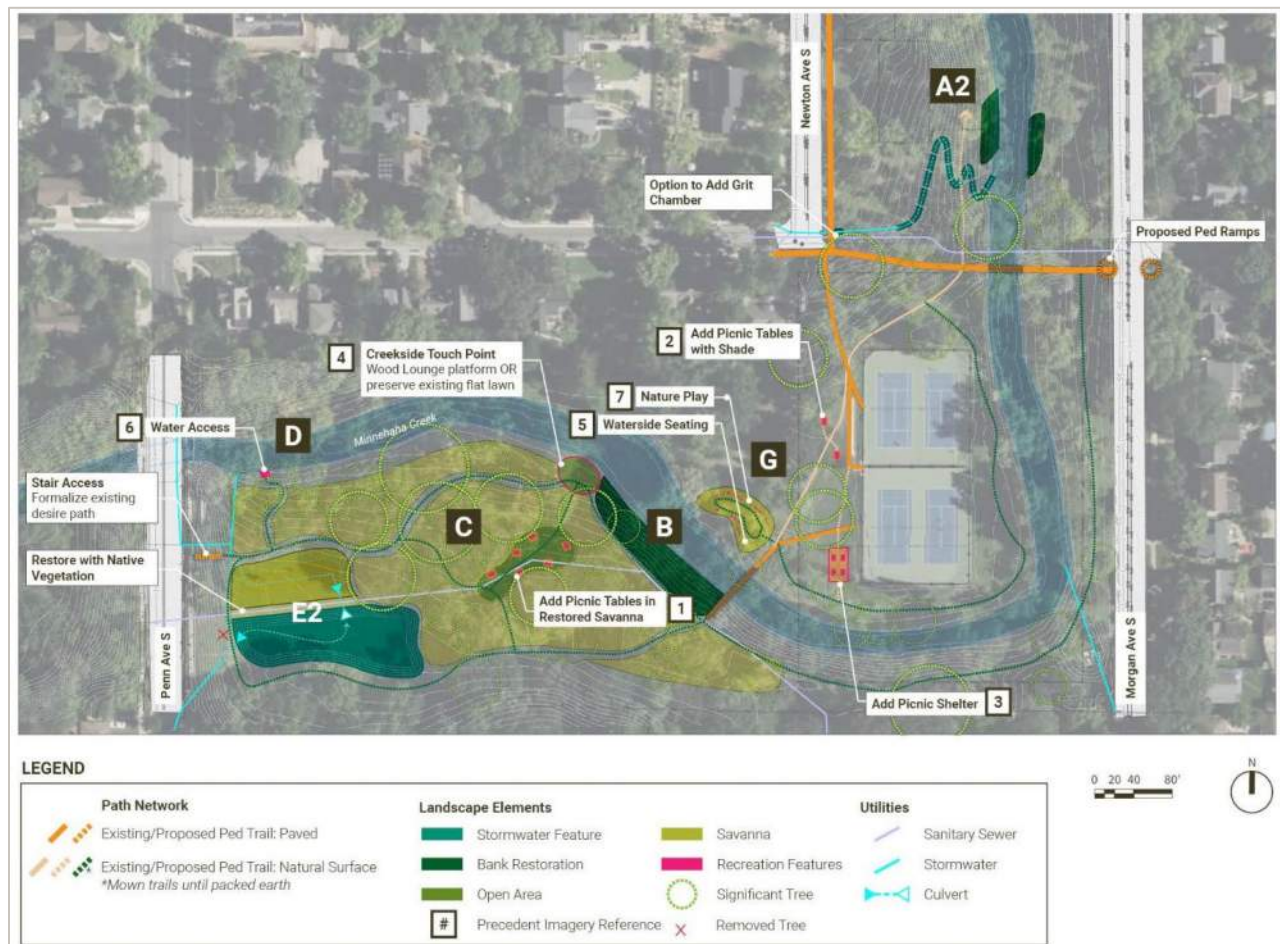 Newton Ave S
A2
Option to Add Grit
Chamber
Proposed Ped Ramps
2
Add Picnic Tables
with Shade
4
Creekside Touch Point
Wood Lounge platform OR
preserve existing flat lawn
7
Nature Play
5
Waterside Seating
6
Water Access
D
Minnehaha Creek
G
Stair Access
Formalize existing
desire path
C
B
Restore with Native
Vegetation
E2
Add Picnic Tables in
Restored Savanna
1
Penn Ave S
Morgan Ave S
Add Picnic Shelter
3
LEGEND
Path Network
Existing/Proposed Ped Trail: Paved
Existing/Proposed Ped Trail: Natural Surface
*Mown trails until packed earth
Landscape Elements
Stormwater Feature
Bank Restoration
Open Area
# Precedent Imagery Reference
Savanna
Recreation Features
Significant Tree
Removed Tree
Utilities
Sanitary Sewer
Stormwater
Culvert
0 20 40 80'
N